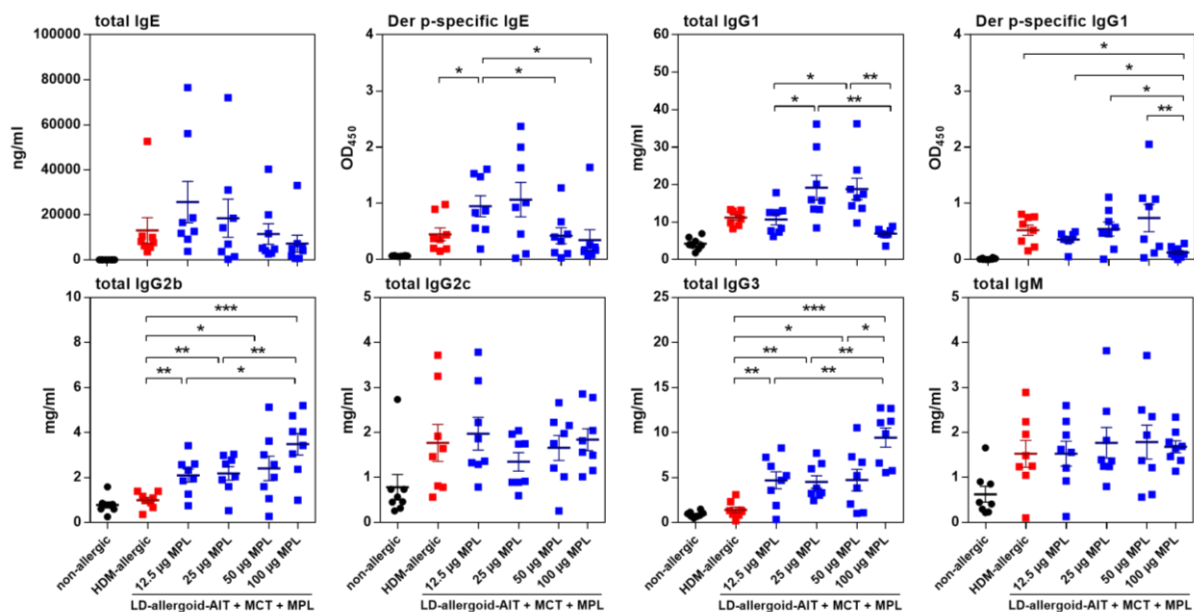 total IgE
Der p-specific IgE
total IgG1
Der p-specific IgG1
100000
80000
60000
40000
20000
0
ng/ml
4
3
2
1
0
OD450
* * *
60
50
40
30
20
10
0
mg/ml
* **
* **
4
3
2
1
0
OD450
*
*
*
**
total IgG2b
total IgG2c
total IgG3
total IgM
10
8
6
4
2
0
mg/ml
***
*
** **
** *
5
4
3
2
1
0
mg/ml
25
20
15
10
5
0
mg/ml
***
* *
** **
** **
5
4
3
2
1
0
mg/ml
non-allergic
HDM-allergic
12.5 µg MPL
25 µg MPL
50 µg MPL
100 µg MPL
LD-allergoid-AIT + MCT + MPL
non-allergic
HDM-allergic
12.5 µg MPL
25 µg MPL
50 µg MPL
100 µg MPL
LD-allergoid-AIT + MCT + MPL
non-allergic
HDM-allergic
12.5 µg MPL
25 µg MPL
50 µg MPL
100 µg MPL
LD-allergoid-AIT + MCT + MPL
non-allergic
HDM-allergic
12.5 µg MPL
25 µg MPL
50 µg MPL
100 µg MPL
LD-allergoid-AIT + MCT + MPL